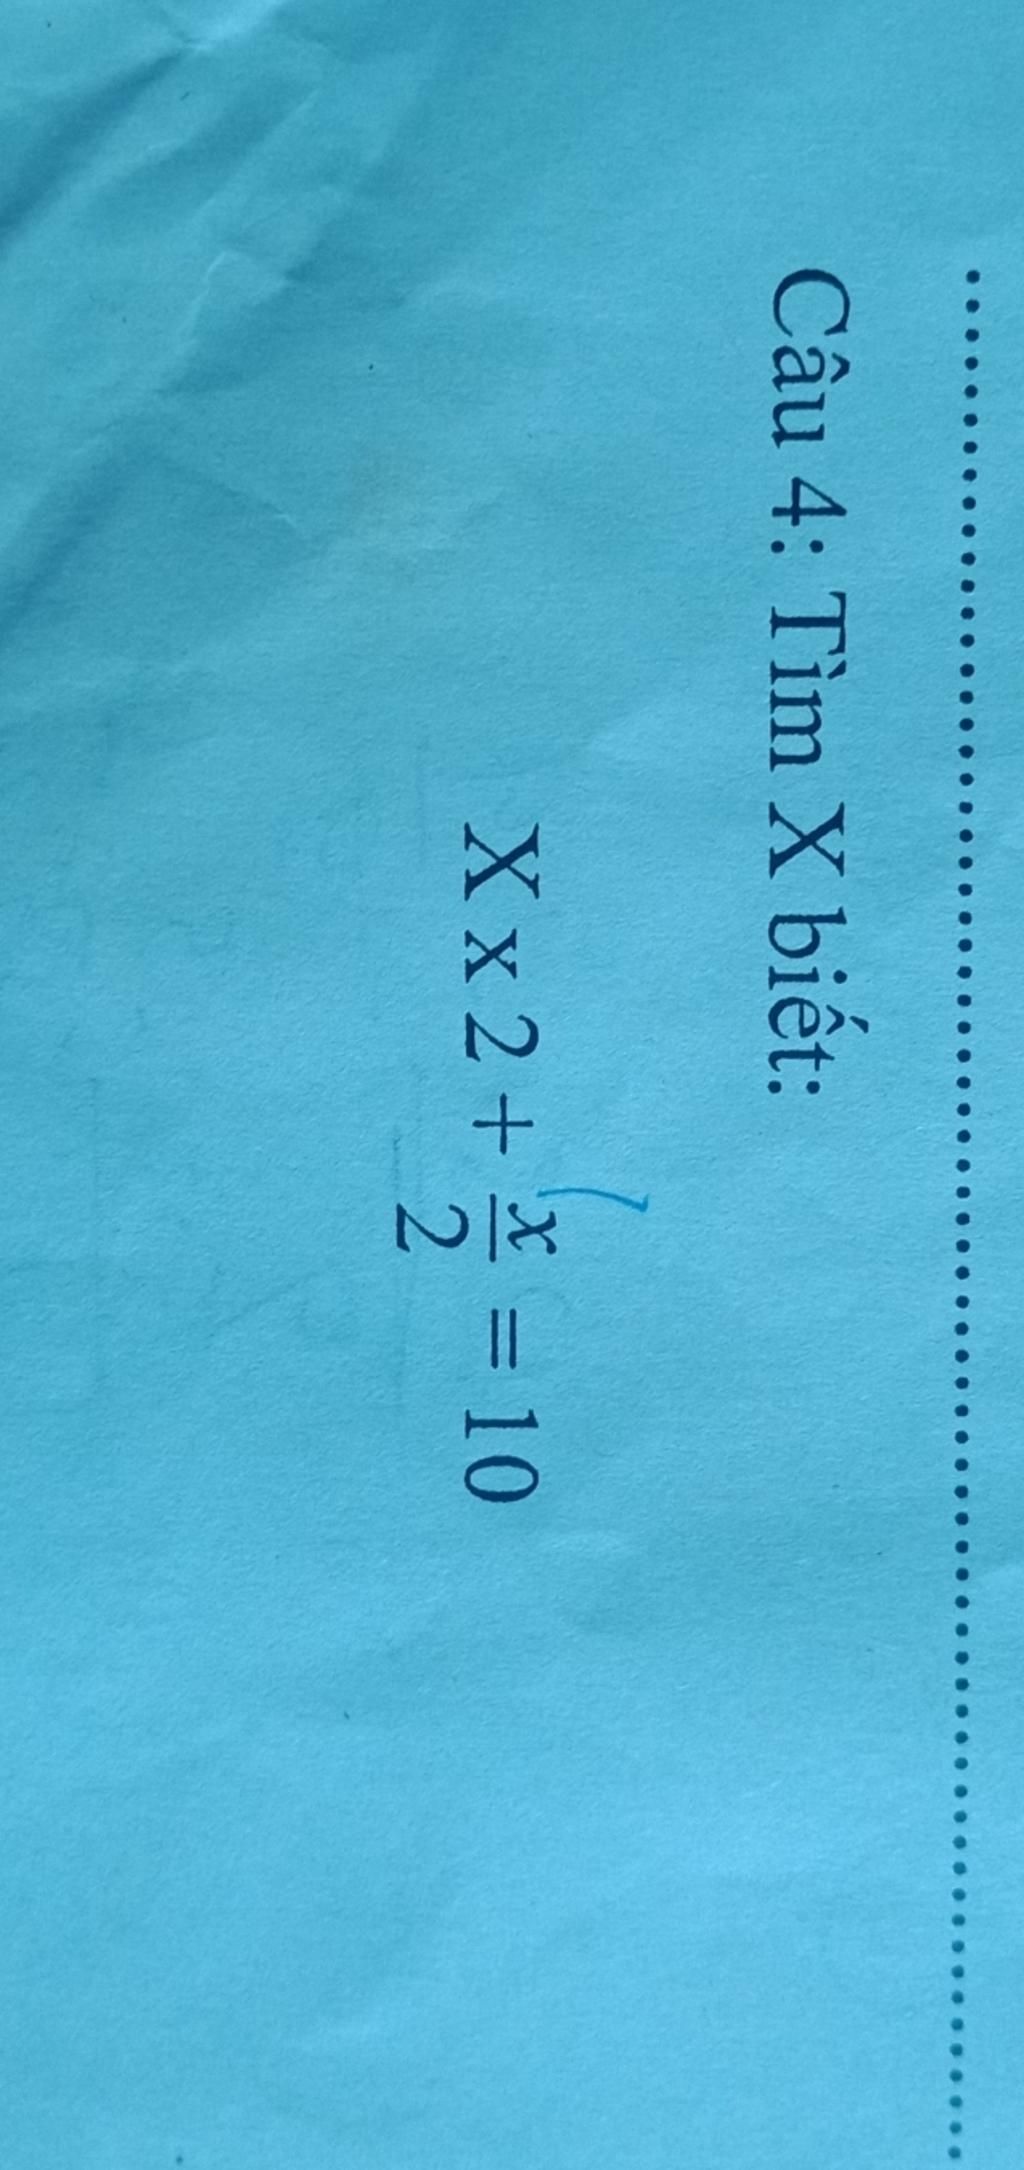 Câu 4: Tìm X biết:
X x 2 + x/2 = 10